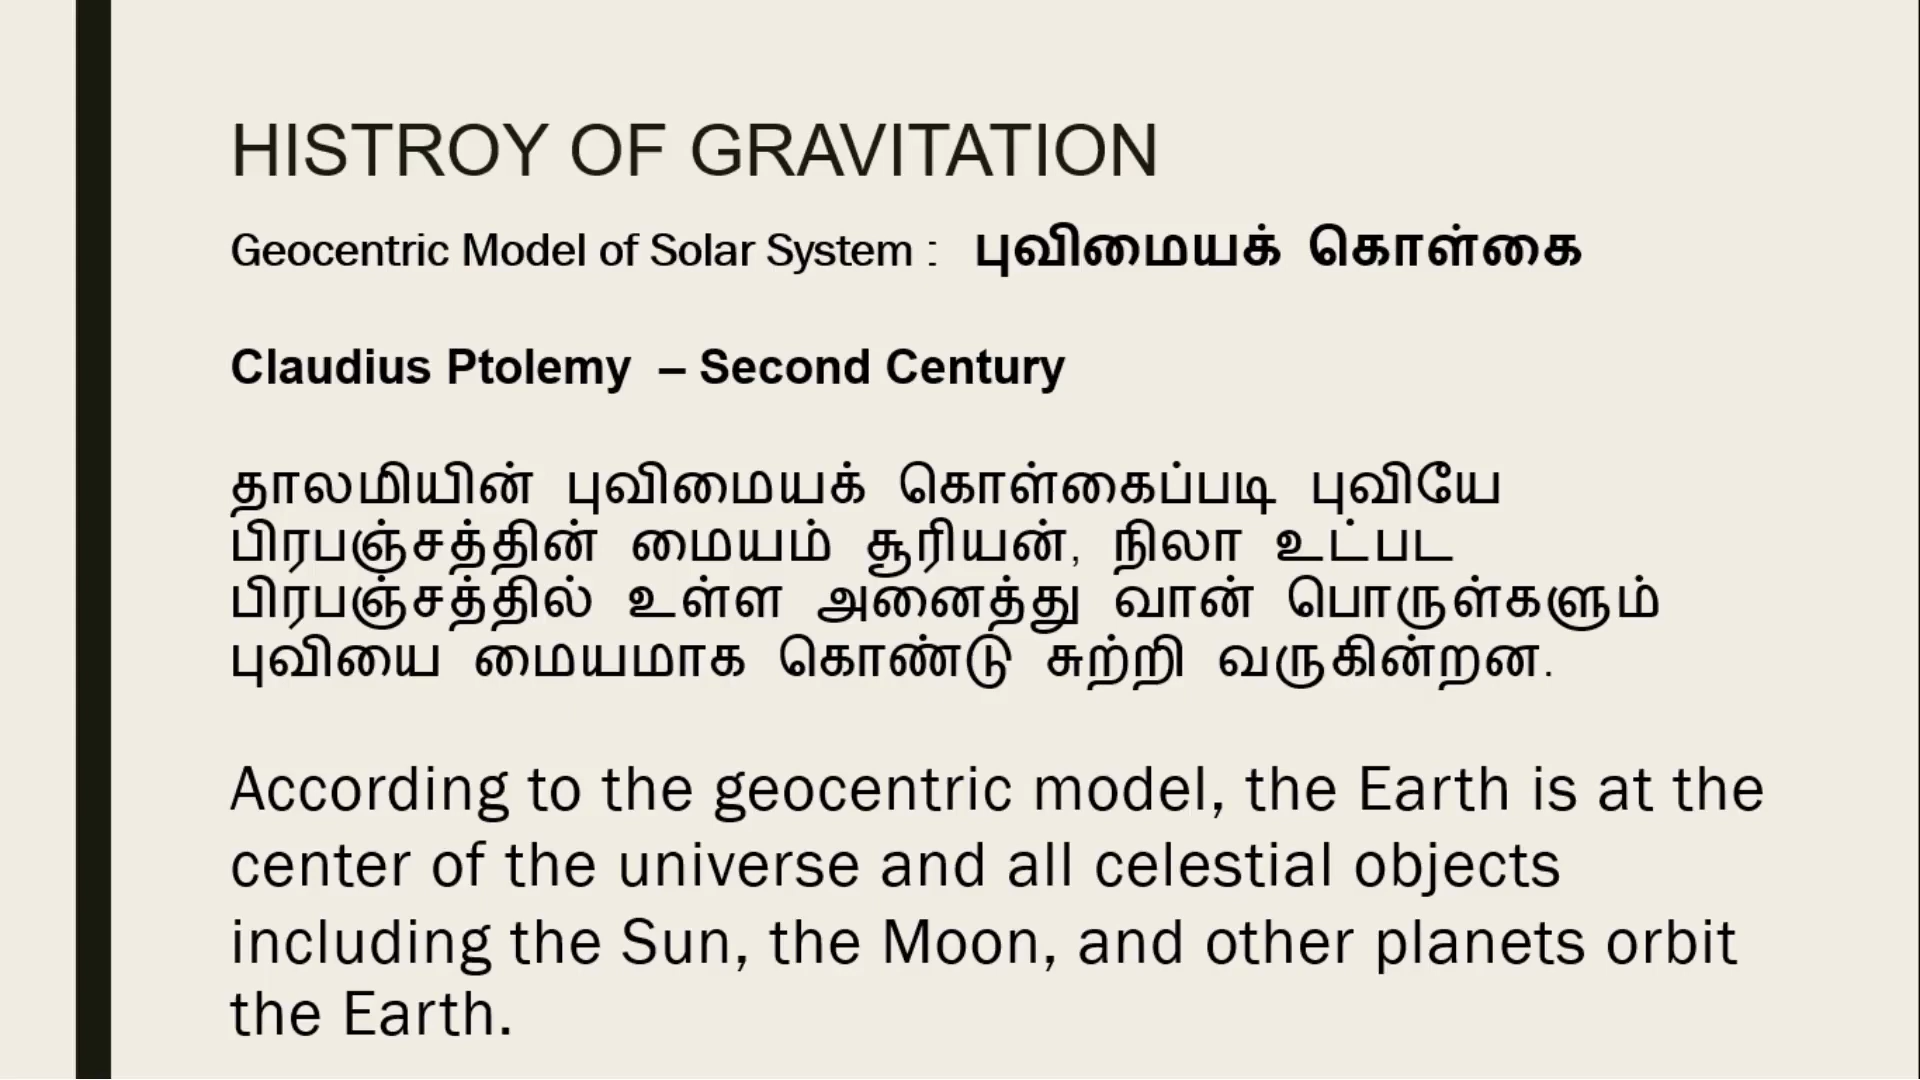 HISTROY OF GRAVITATION
Geocentric Model of Solar System : புவிமையக் கொள்கை
Claudius Ptolemy – Second Century
தாலமியின் புவிமையக் கொள்கைப்படி புவியே
பிரபஞ்சத்தின் மையம் சூரியன், நிலா உட்பட
பிரபஞ்சத்தில் உள்ள அனைத்து வான் பொருள்களும்
புவியை மையமாக கொண்டு சுற்றி வருகின்றன.
According to the geocentric model, the Earth is at the
center of the universe and all celestial objects
including the Sun, the Moon, and other planets orbit
the Earth.